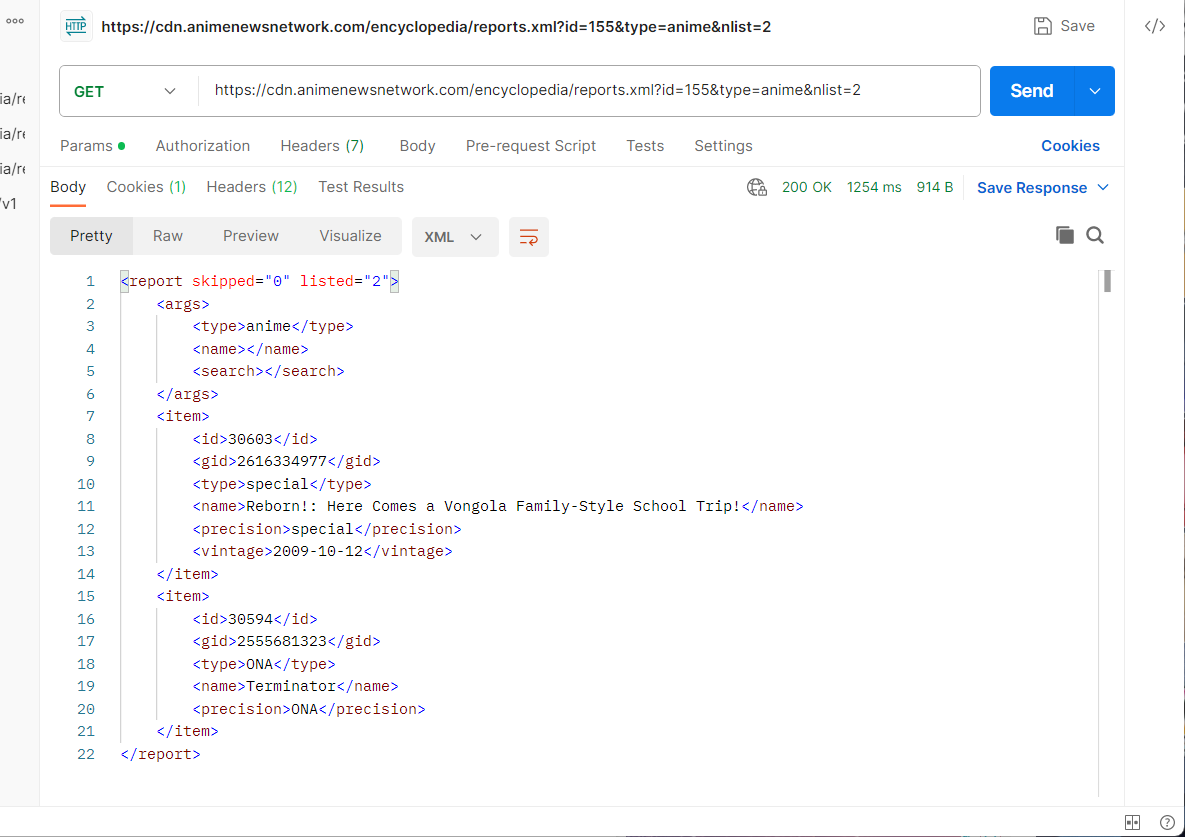 HTTP https://cdn.animenewsnetwork.com/encyclopedia/reports.xml?id=155&type=anime&nlist=2 Save </>
GET https://cdn.animenewsnetwork.com/encyclopedia/reports.xml?id=155&type=anime&nlist=2 Send
ia/re
ia/re
ia/re
/v1
Params Authorization Headers (7) Body Pre-request Script Tests Settings Cookies
Body Cookies (1) Headers (12) Test Results 200 OK 1254 ms 914 B Save Response
Pretty Raw Preview Visualize XML
1 <report skipped="0" listed="2">
2 <args>
3 <type>anime</type>
4 <name></name>
5 <search></search>
6 </args>
7 <item>
8 <id>30603</id>
9 <gid>2616334977</gid>
10 <type>special</type>
11 <name>Reborn!: Here Comes a Vongola Family-Style School Trip!</name>
12 <precision>special</precision>
13 <vintage>2009-10-12</vintage>
14 </item>
15 <item>
16 <id>30594</id>
17 <gid>2555681323</gid>
18 <type>ONA</type>
19 <name>Terminator</name>
20 <precision>ONA</precision>
21 </item>
22 </report>